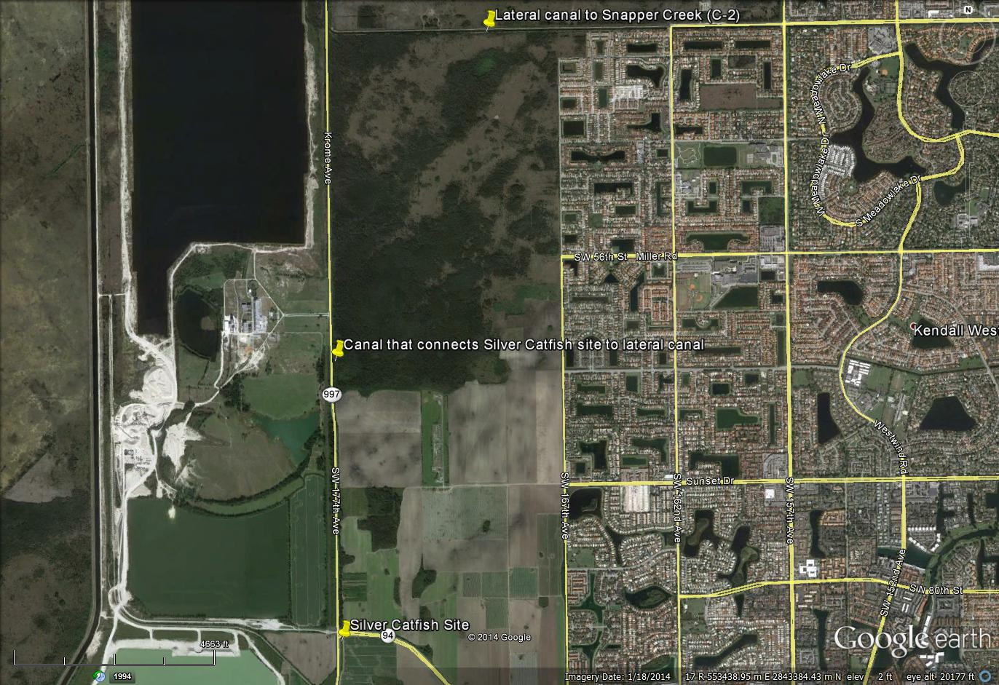 Lateral canal to Snapper Creek (C-2)
N
N Meadowlake Dr
Krome Ave
W Meadowlake Dr
S Meadowlake Dr
SW 56th St Miller Rd
Kendall Wes
Canal that connects Silver Catfish site to lateral canal
997
Westwind Rd
SW 177th Ave
SW 167th Ave
SW 162nd Ave
Sunset Dr
SW 157th Ave
SW 152nd Ave
SW 80th St
Silver Catfish Site
94
© 2014 Google
Google earth
4663 ft
1994
Imagery Date: 1/18/2014 17 R 553438.95 m E 2843384.43 m N elev 2 ft eye alt 20177 ft